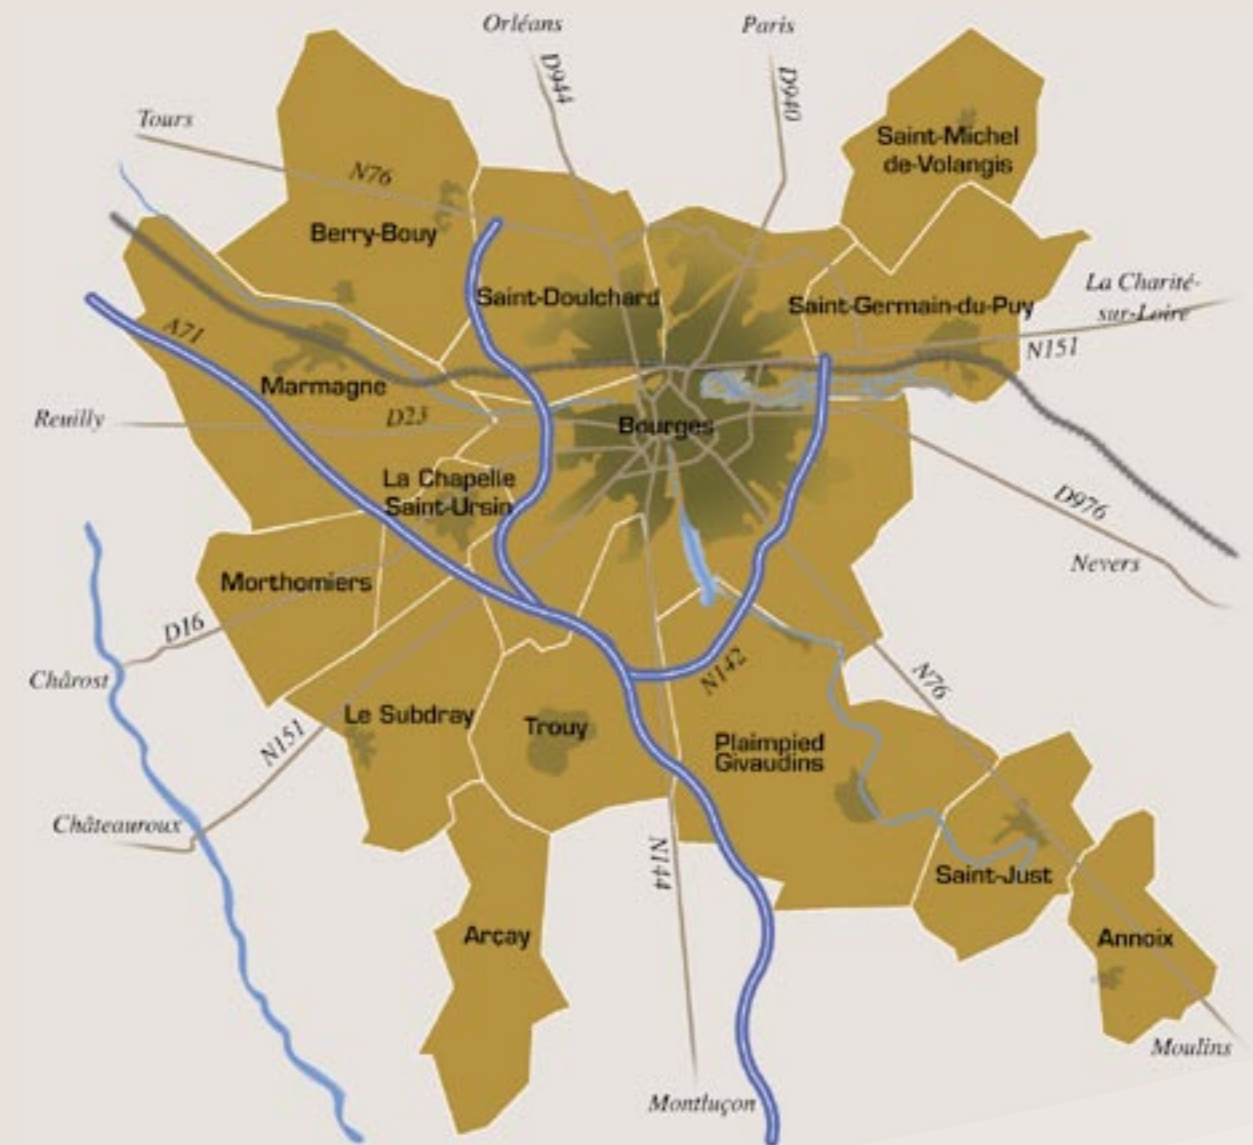 Orléans
Paris
D944
D940
Tours
N76
Saint-Michel
de-Volangis
Berry-Bouy
Saint-Doulchard
Saint-Germain-du-Puy
La Charité-
sur-Loire
N151
A71
Marmagne
D23
Reuilly
Bourges
La Chapelle
Saint-Ursin
D976
Nevers
Morthomiers
D16
Chârost
N142
N76
Le Subdray
Trouy
N151
Plaimpied
Givaudins
Châteauroux
N144
Saint-Just
Arçay
Annoix
Moulins
Montluçon